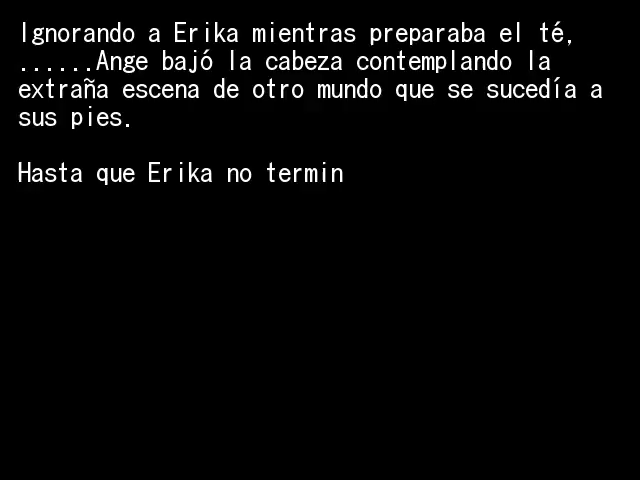 Ignorando a Erika mientras preparaba el té,
......Ange bajó la cabeza contemplando la
extraña escena de otro mundo que se sucedía a
sus pies.
Hasta que Erika no termin